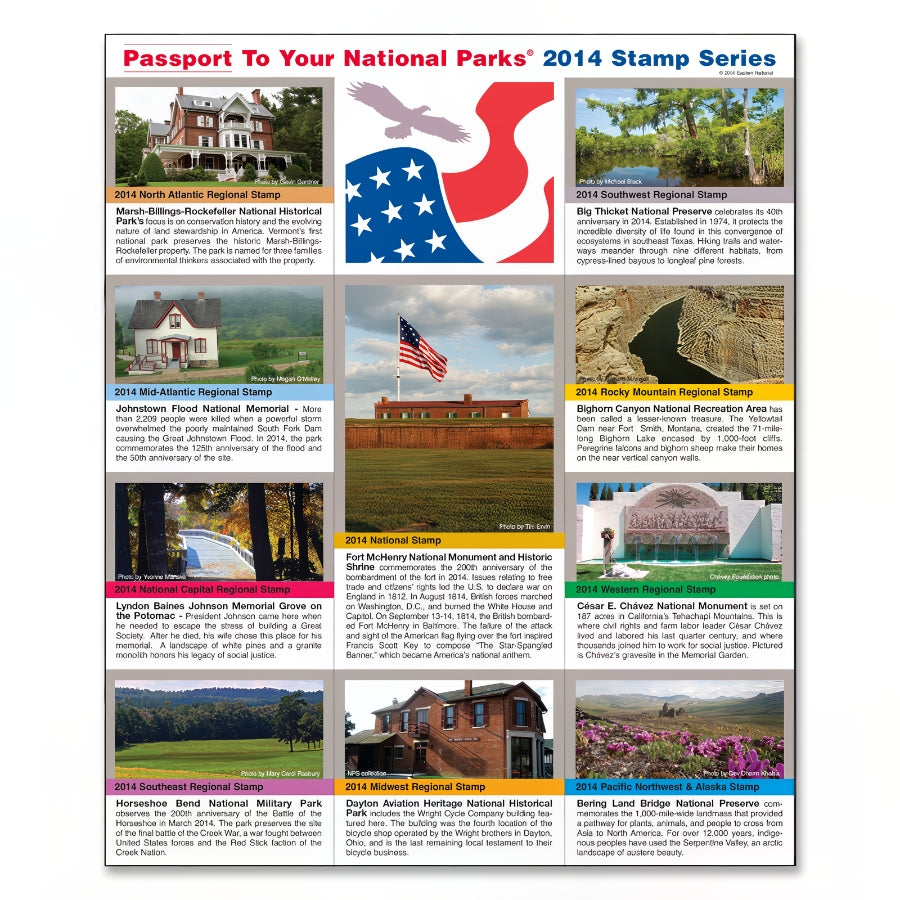 Passport To Your National Parks® 2014 Stamp Series
© 2014 Eastern National
Photo by Gavin Gardner
2014 North Atlantic Regional Stamp
Marsh-Billings-Rockefeller National Historical
Park's focus is on conservation history and the evolving
nature of land stewardship in America. Vermont's first
national park preserves the historic Marsh-Billings-
Rockefeller property. The park is named for three families
of environmental thinkers associated with the property.
Photo by Michael Black
2014 Southwest Regional Stamp
Big Thicket National Preserve celebrates its 40th
anniversary in 2014. Established in 1974, it protects the
incredible diversity of life found in this convergence of
ecosystems in southeast Texas. Hiking trails and water-
ways meander through nine different habitats, from
cypress-lined bayous to longleaf pine forests.
Photo by Megan O'Malley
2014 Mid-Atlantic Regional Stamp
Johnstown Flood National Memorial - More
than 2,209 people were killed when a powerful storm
overwhelmed the poorly maintained South Fork Dam
causing the Great Johnstown Flood. In 2014, the park
commemorates the 125th anniversary of the flood and
the 50th anniversary of the site.
Photo by Tim Ervin
2014 National Stamp
Fort McHenry National Monument and Historic
Shrine commemorates the 200th anniversary of the
bombardment of the fort in 2014. Issues relating to free
trade and citizens' rights led the U.S. to declare war on
England in 1812. In August 1814, British forces marched
on Washington, D.C., and burned the White House and
Capitol. On September 13-14, 1814, the British bombard-
ed Fort McHenry in Baltimore. The failure of the attack
and sight of the American flag flying over the fort inspired
Francis Scott Key to compose "The Star-Spangled
Banner," which became America's national anthem.
2014 Rocky Mountain Regional Stamp
Bighorn Canyon National Recreation Area has
been called a lesser-known treasure. The Yellowtail
Dam near Fort Smith, Montana, created the 71-mile-
long Bighorn Lake encased by 1,000-foot cliffs.
Peregrine falcons and bighorn sheep make their homes
on the near vertical canyon walls.
Photo by Yvonne
2014 National Capital Regional Stamp
Lyndon Baines Johnson Memorial Grove on
the Potomac - President Johnson came here when
he needed to escape the stress of building a Great
Society. After he died, his wife chose this place for his
memorial. A landscape of white pines and a granite
monolith honors his legacy of social justice.
Chávez Foundation photo
2014 Western Regional Stamp
César E. Chávez National Monument is set on
187 acres in California's Tehachapi Mountains. This is
where civil rights and farm labor leader César Chávez
lived and labored his last quarter century, and where
thousands joined him to work for social justice. Pictured
is Chávez's gravesite in the Memorial Garden.
Photo by Mary Carol Rasbury
2014 Southeast Regional Stamp
Horseshoe Bend National Military Park
observes the 200th anniversary of the Battle of the
Horseshoe in March 2014. The park preserves the site
of the final battle of the Creek War, a war fought between
United States forces and the Red Stick faction of the
Creek Nation.
NPS collection
2014 Midwest Regional Stamp
Dayton Aviation Heritage National Historical
Park includes the Wright Cycle Company building fea-
tured here. The building was the fourth location of the
bicycle shop operated by the Wright brothers in Dayton,
Ohio, and is the last remaining local testament to their
bicycle business.
Photo by Dev Dharm Khalsa
2014 Pacific Northwest & Alaska Stamp
Bering Land Bridge National Preserve com-
memorates the 1,000-mile-wide landmass that provided
a pathway for plants, animals, and people to cross from
Asia to North America. For over 12,000 years, indige-
nous peoples have used the Serpentine Valley, an arctic
landscape of austere beauty.